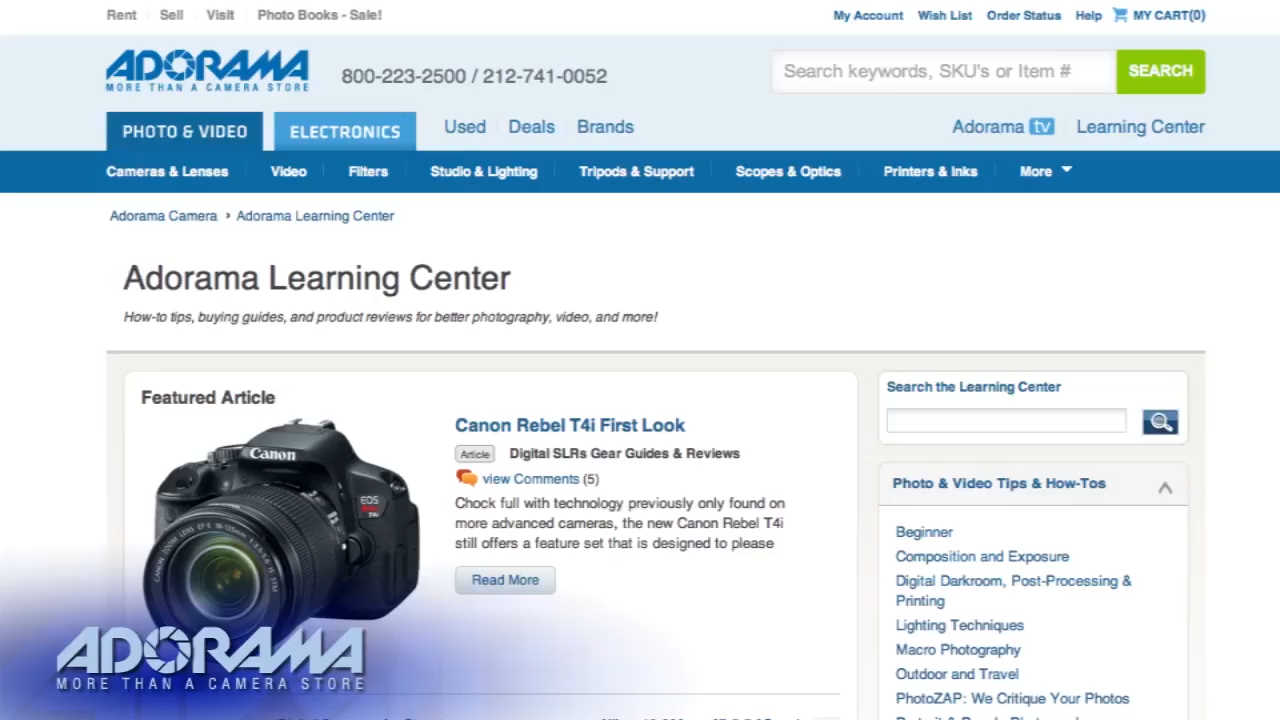 Rent Sell Visit Photo Books - Sale!
My Account Wish List Order Status Help MY CART(0)
ADORAMA
MORE THAN A CAMERA STORE
800-223-2500 / 212-741-0052
Search keywords, SKU's or Item #
SEARCH
PHOTO & VIDEO ELECTRONICS Used Deals Brands
Adorama tv Learning Center
Cameras & Lenses Video Filters Studio & Lighting Tripods & Support Scopes & Optics Printers & Inks More
Adorama Camera › Adorama Learning Center
Adorama Learning Center
How-to tips, buying guides, and product reviews for better photography, video, and more!
Featured Article
Canon
EOS
Canon Rebel T4i First Look
Article Digital SLRs Gear Guides & Reviews
view Comments (5)
Chock full with technology previously only found on
more advanced cameras, the new Canon Rebel T4i
still offers a feature set that is designed to please
Read More
Search the Learning Center
Photo & Video Tips & How-Tos
Beginner
Composition and Exposure
Digital Darkroom, Post-Processing &
Printing
Lighting Techniques
Macro Photography
Outdoor and Travel
PhotoZAP: We Critique Your Photos
ADORAMA
MORE THAN A CAMERA STORE